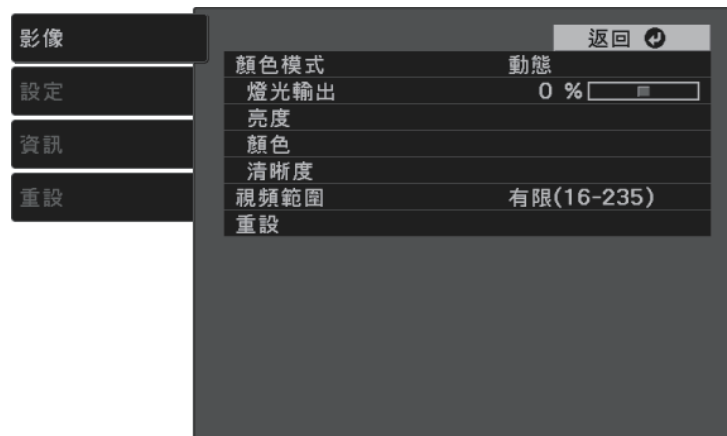 影像
設定
資訊
重設
返回
顏色模式 動態
燈光輸出 0 %
亮度
顏色
清晰度
視頻範圍 有限(16-235)
重設